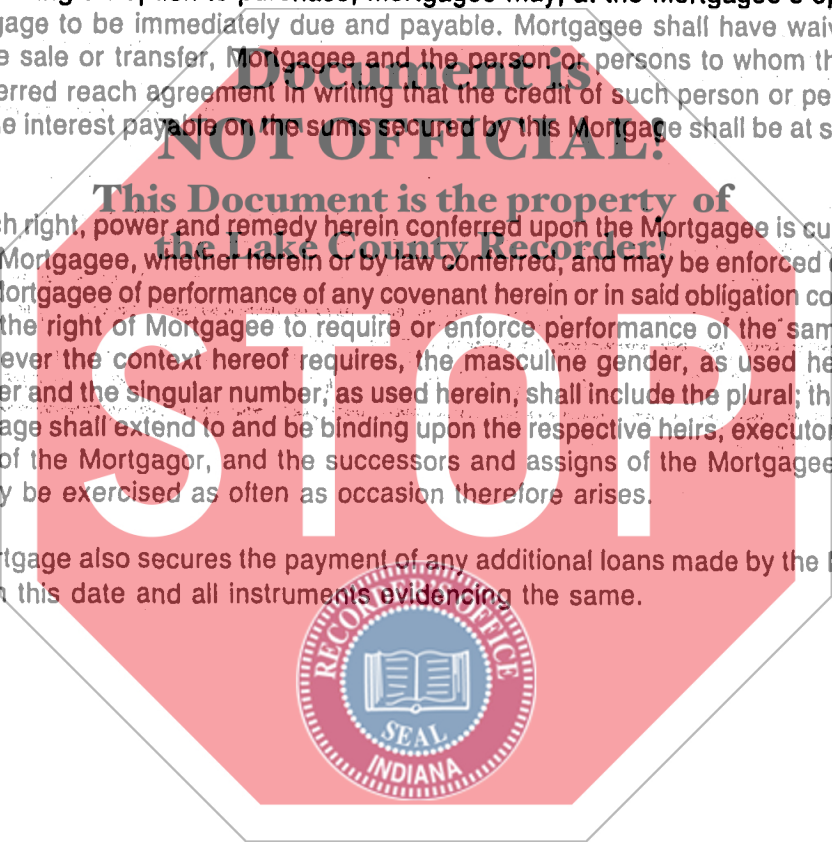 gage to be immediately due and payable. Mortgagee shall have waiv
e sale or transfer, Mortgagee and the person or persons to whom th
Document is
erred reach agreement in writing that the credit of such person or pe
e interest payable on the sums secured by this Mortgage shall be at s
NOT OFFICIAL!
This Document is the property of
h right, power and remedy herein conferred upon the Mortgagee is cu
the Lake County Recorder!
Mortgagee, whether herein or by law conferred, and may be enforced
ortgagee of performance of any covenant herein or in said obligation co
the right of Mortgagee to require or enforce performance of the sam
ever the context hereof requires, the masculine gender, as used he
er and the singular number, as used herein, shall include the plural; th
age shall extend to and be binding upon the respective heirs, executor
of the Mortgagor, and the successors and assigns of the Mortgagee
y be exercised as often as occasion therefore arises.
STOP
tgage also secures the payment of any additional loans made by the
this date and all instruments evidencing the same.
RECORDER'S OFFICE
SEAL
INDIANA